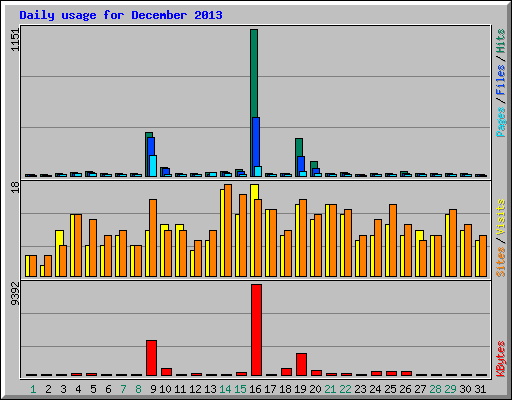 Daily usage for December 2013
1151
18
9392
Pages / Files / Hits
Sites / Visits
KBytes
1 2 3 4 5 6 7 8 9 10 11 12 13 14 15 16 17 18 19 20 21 22 23 24 25 26 27 28 29 30 31